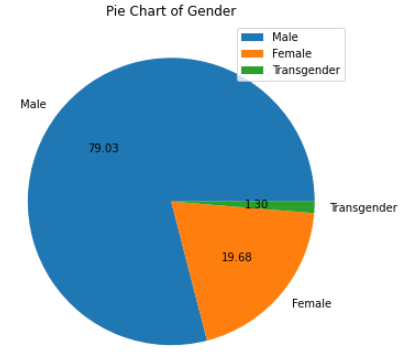 Pie Chart of Gender
Male
Female
Transgender
Male
79.03
1.30
Transgender
19.68
Female